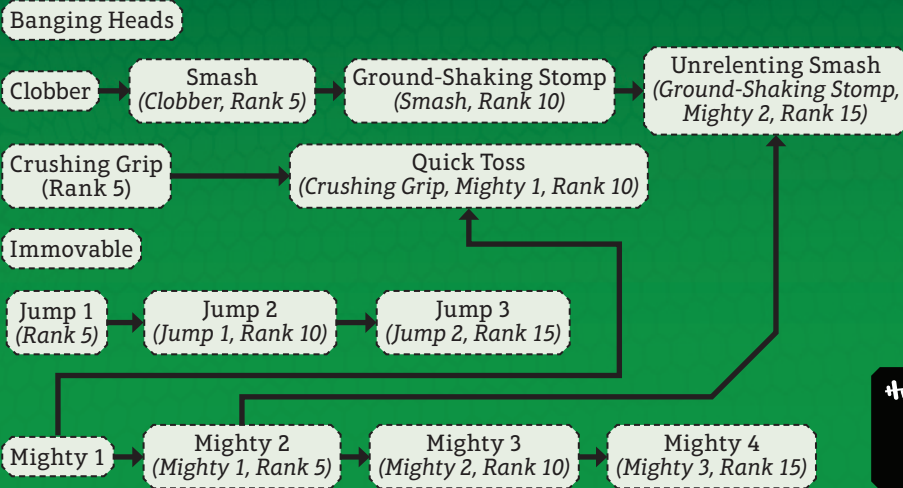 Banging Heads
Clobber
Smash
(Clobber, Rank 5)
Ground-Shaking Stomp
(Smash, Rank 10)
Unrelenting Smash
(Ground-Shaking Stomp,
Mighty 2, Rank 15)
Crushing Grip
(Rank 5)
Quick Toss
(Crushing Grip, Mighty 1, Rank 10)
Immovable
Jump 1
(Rank 5)
Jump 2
(Jump 1, Rank 10)
Jump 3
(Jump 2, Rank 15)
Mighty 1
Mighty 2
(Mighty 1, Rank 5)
Mighty 3
(Mighty 2, Rank 10)
Mighty 4
(Mighty 3, Rank 15)